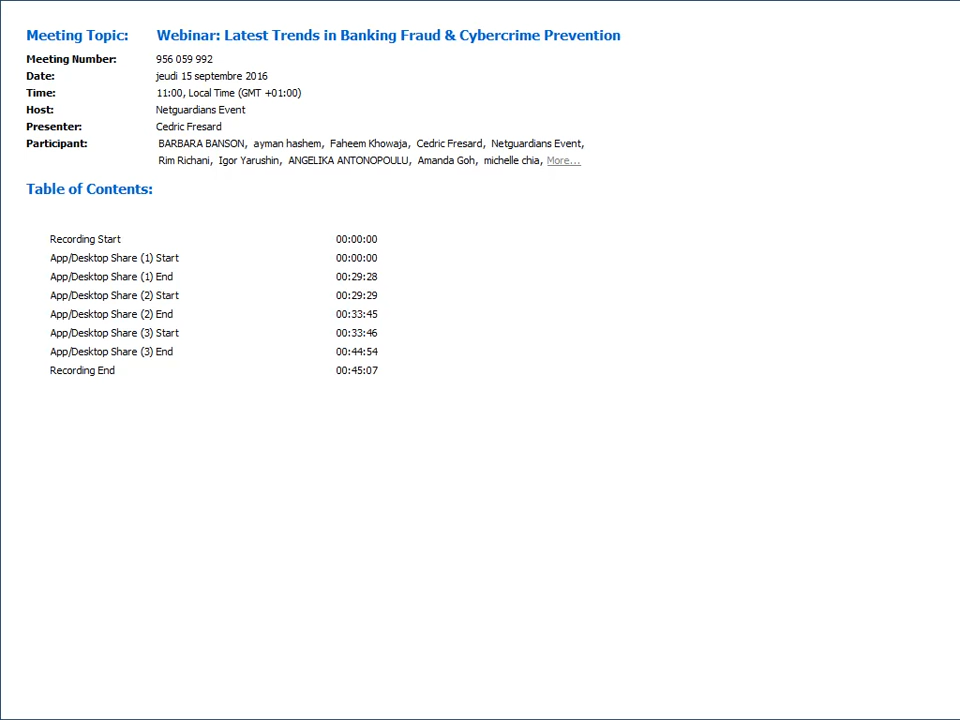 Meeting Topic: Webinar: Latest Trends in Banking Fraud & Cybercrime Prevention
Meeting Number: 956 059 992
Date: jeudi 15 septembre 2016
Time: 11:00, Local Time (GMT +01:00)
Host: Netguardians Event
Presenter: Cedric Fresard
Participant: BARBARA BANSON, ayman hashem, Faheem Khowaja, Cedric Fresard, Netguardians Event,
Rim Richani, Igor Yarushin, ANGELIKA ANTONOPOULU, Amanda Goh, michelle chia, More...
Table of Contents:
Recording Start 00:00:00
App/Desktop Share (1) Start 00:00:00
App/Desktop Share (1) End 00:29:28
App/Desktop Share (2) Start 00:29:29
App/Desktop Share (2) End 00:33:45
App/Desktop Share (3) Start 00:33:46
App/Desktop Share (3) End 00:44:54
Recording End 00:45:07